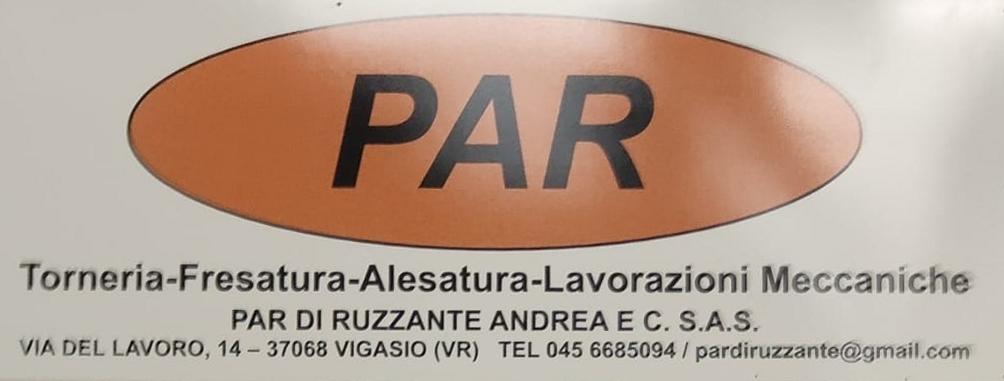 PAR
Torneria-Fresatura-Alesatura-Lavorazioni Meccaniche
PAR DI RUZZANTE ANDREA E C. S.A.S.
VIA DEL LAVORO, 14 – 37068 VIGASIO (VR) TEL 045 6685094 / pardiruzzante@gmail.com